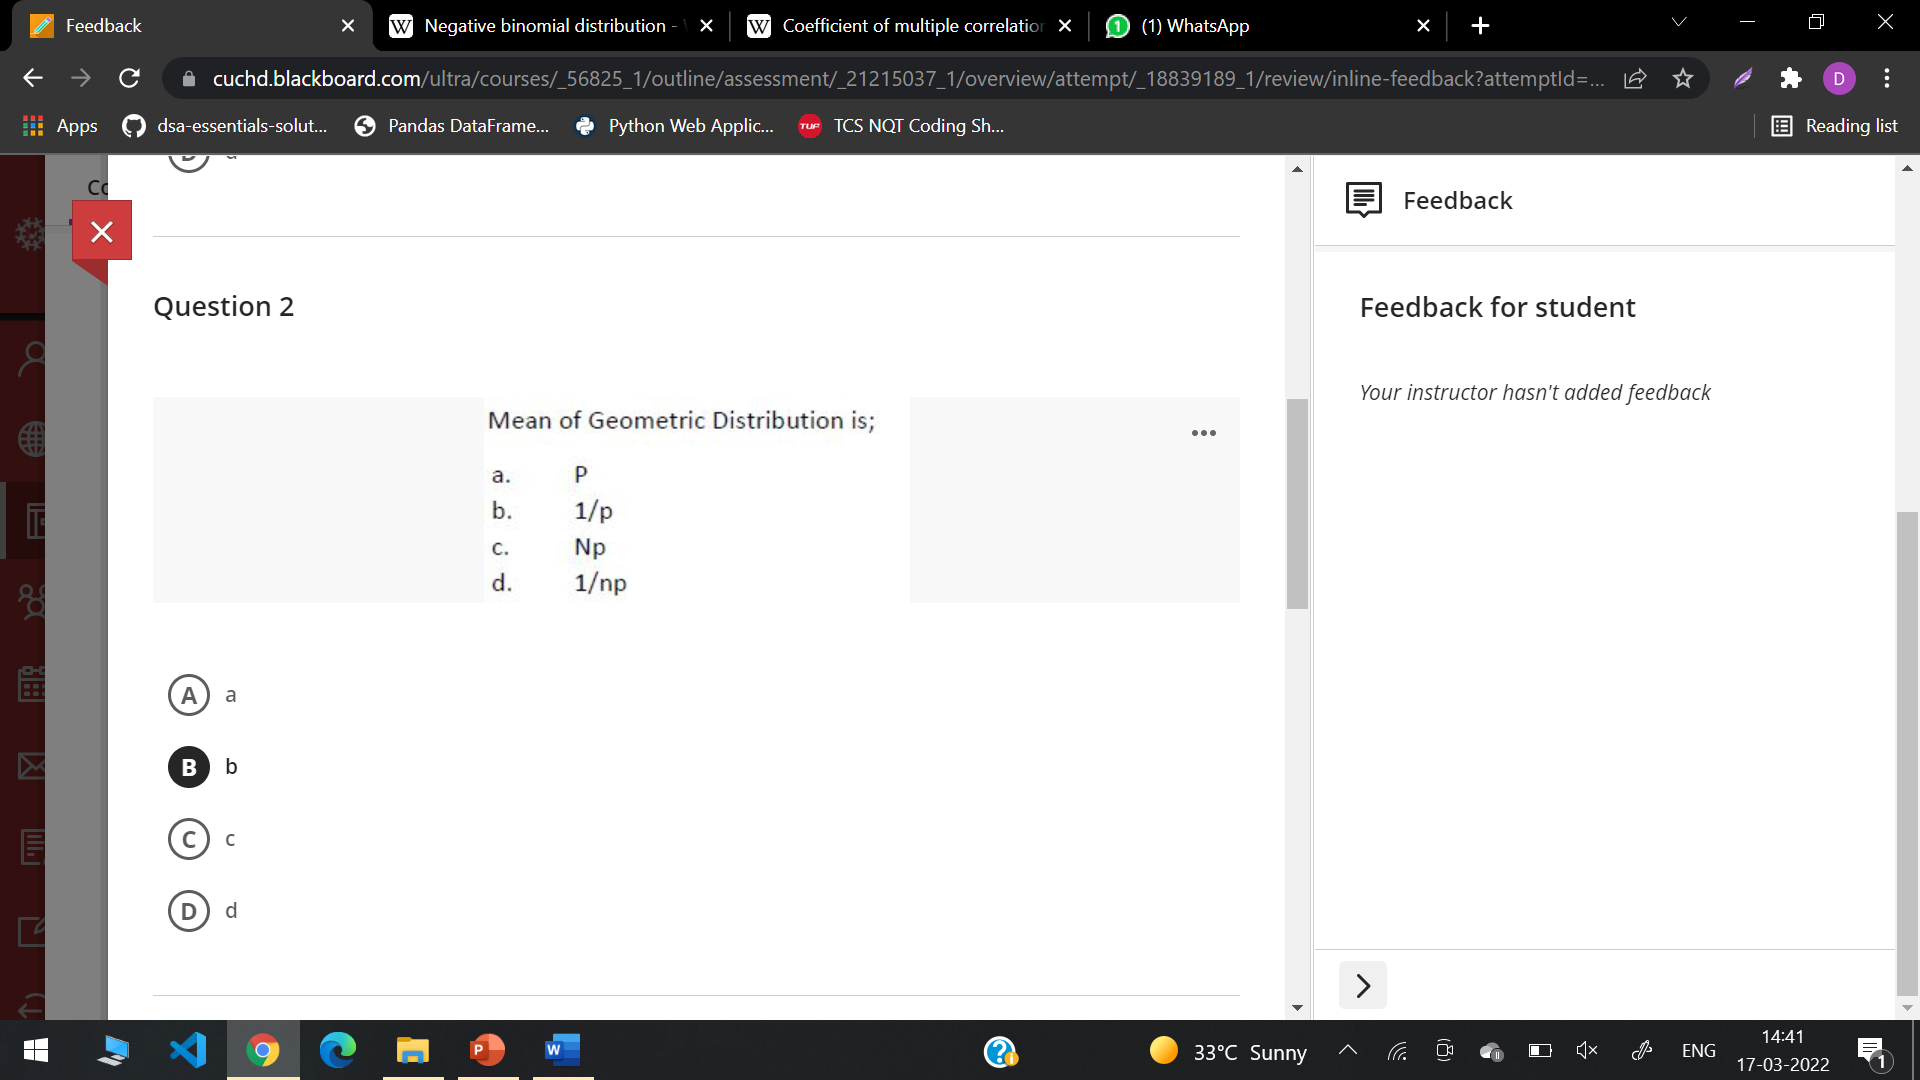 Feedback
Negative binomial distribution -
Coefficient of multiple correlation
(1) WhatsApp
cuchd.blackboard.com/ultra/courses/_56825_1/outline/assessment/_21215037_1/overview/attempt/_18839189_1/review/inline-feedback?attemptId=...
D
Apps
dsa-essentials-solut...
Pandas DataFrame...
Python Web Applic...
TUF
TCS NQT Coding Sh...
Reading list
Feedback
Question 2
Feedback for student
Your instructor hasn't added feedback
Mean of Geometric Distribution is;
a. P
b. 1/p
c. Np
d. 1/np
A a
B b
C c
D d
33°C Sunny
ENG
14:41
17-03-2022
1